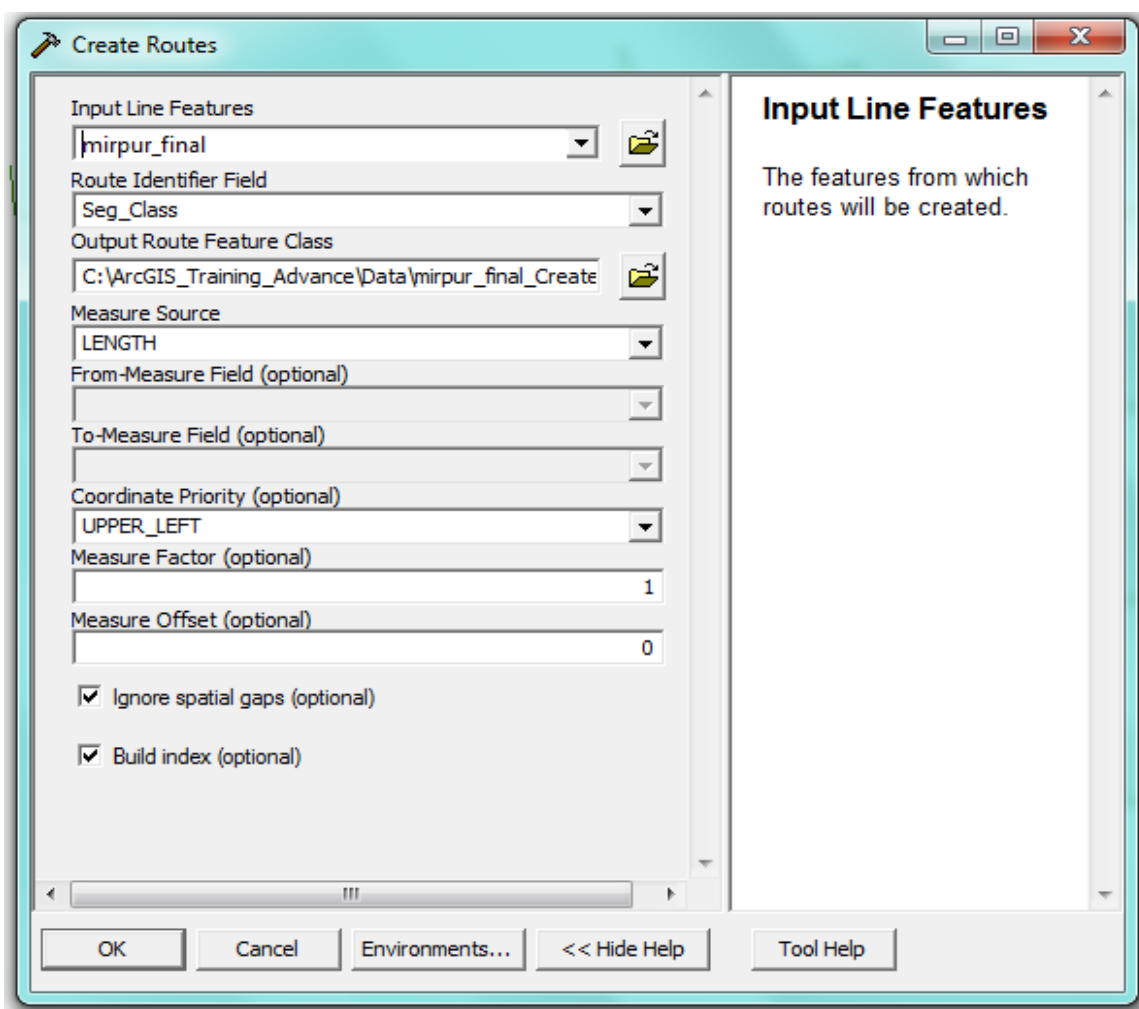 Create Routes
Input Line Features
mirpur_final
Route Identifier Field
Seg_Class
Output Route Feature Class
C:\ArcGIS_Training_Advance\Data\mirpur_final_Create
Measure Source
LENGTH
From-Measure Field (optional)
To-Measure Field (optional)
Coordinate Priority (optional)
UPPER_LEFT
Measure Factor (optional)
1
Measure Offset (optional)
0
Ignore spatial gaps (optional)
Build index (optional)
OK
Cancel
Environments...
<< Hide Help
Tool Help
Input Line Features
The features from which
routes will be created.